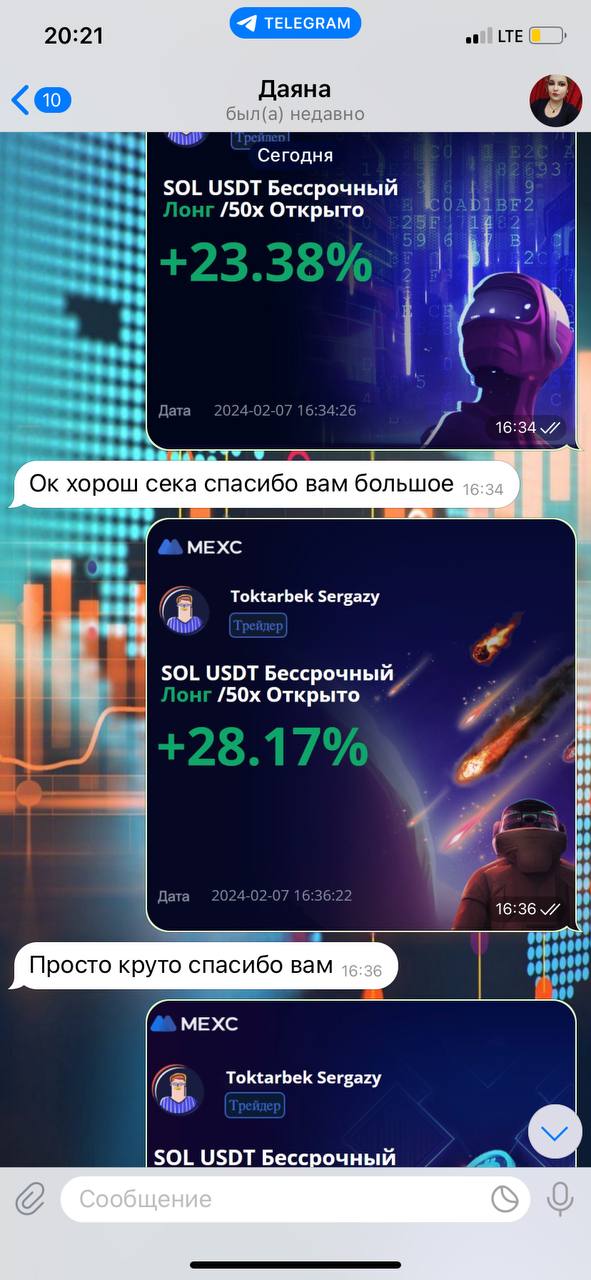 20:21
TELEGRAM
LTE
10
Даяна
был(а) недавно
Трейдер
Сегодня
SOL USDT Бессрочный
Лонг /50x Открыто
+23.38%
Дата 2024-02-07 16:34:26
16:34
Ок хорош сека спасибо вам большое 16:34
MEXC
Toktarbek Sergazy
Трейдер
SOL USDT Бессрочный
Лонг /50x Открыто
+28.17%
Дата 2024-02-07 16:36:22
16:36
Просто круто спасибо вам 16:36
MEXC
Toktarbek Sergazy
Трейдер
SOL USDT Бессрочный
Сообщение